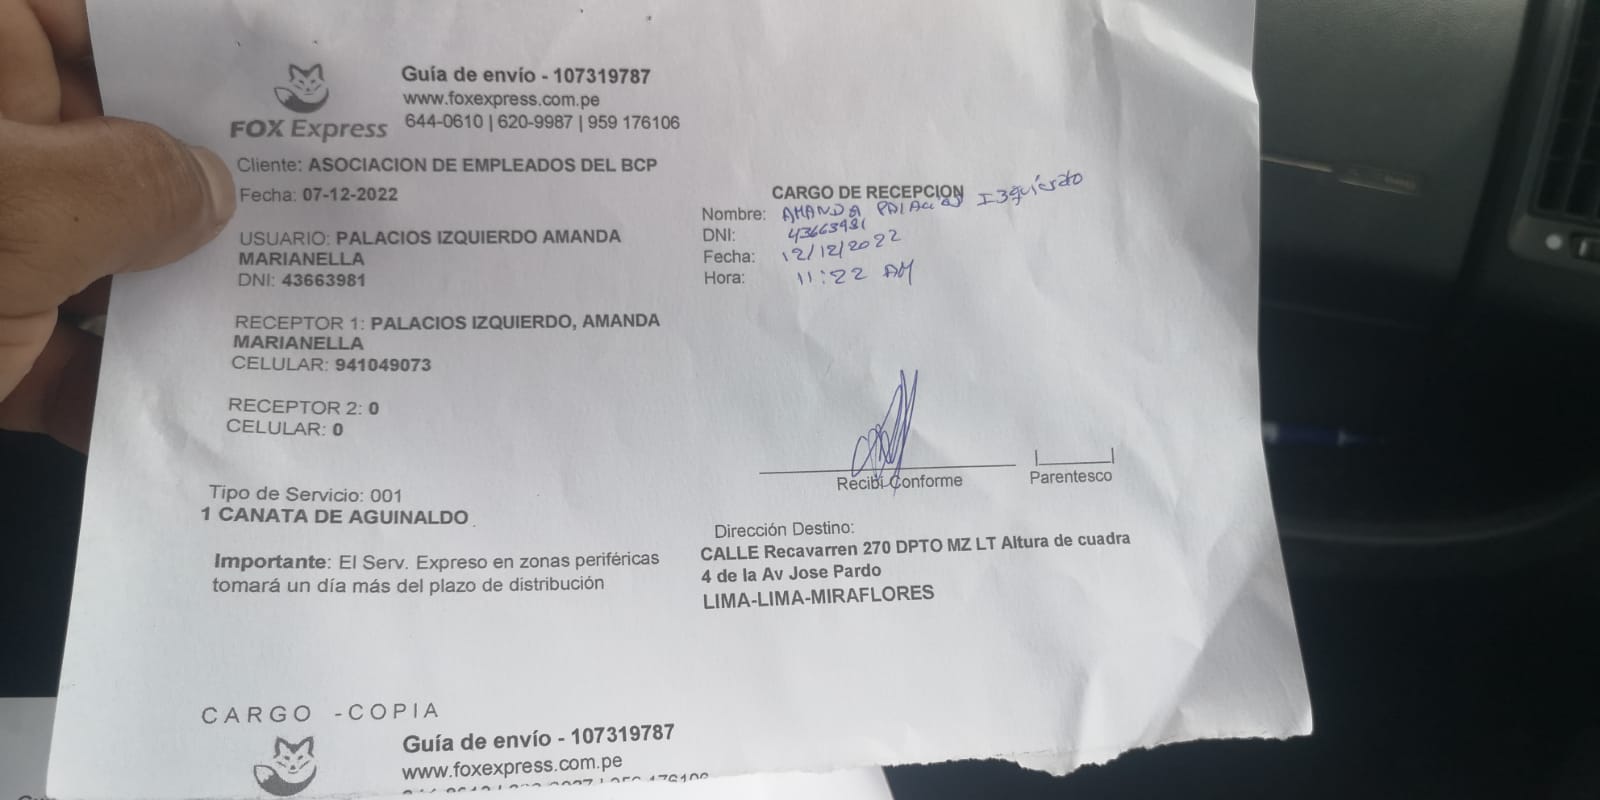 Guía de envío - 107319787
www.foxexpress.com.pe
644-0610 | 620-9987 | 959 176106
FOX Express
Cliente: ASOCIACION DE EMPLEADOS DEL BCP
Fecha: 07-12-2022
USUARIO: PALACIOS IZQUIERDO AMANDA
MARIANELLA
DNI: 43663981
RECEPTOR 1: PALACIOS IZQUIERDO, AMANDA
MARIANELLA
CELULAR: 941049073
RECEPTOR 2: 0
CELULAR: 0
Tipo de Servicio: 001
1 CANATA DE AGUINALDO
Importante: El Serv. Expreso en zonas periféricas
tomará un día más del plazo de distribución
CARGO DE RECEPCION
Nombre: AMANDA PALACIOS IZquierdo
DNI: 43663981
Fecha: 12/12/2022
Hora: 11:22 AM
Recibi Conforme
Parentesco
Dirección Destino:
CALLE Recavarren 270 DPTO MZ LT Altura de cuadra
4 de la Av Jose Pardo
LIMA-LIMA-MIRAFLORES
CARGO -COPIA
Guía de envío - 107319787
www.foxexpress.com.pe